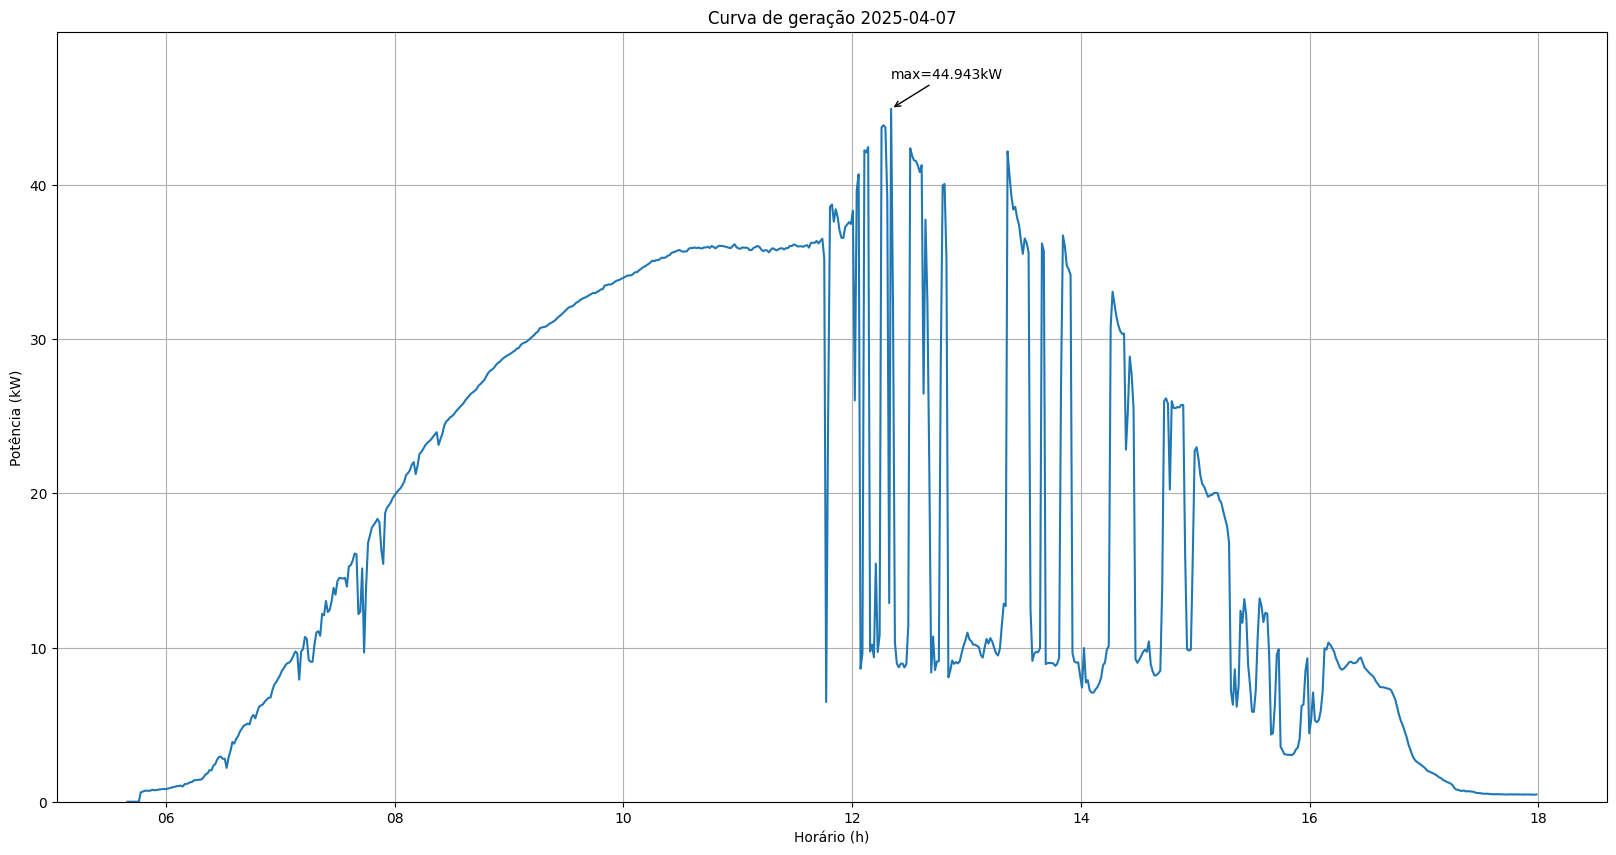 Curva de geração 2025-04-07
max=44.943kW
Potência (kW)
40
30
20
10
0
06 08 10 12 14 16 18
Horário (h)